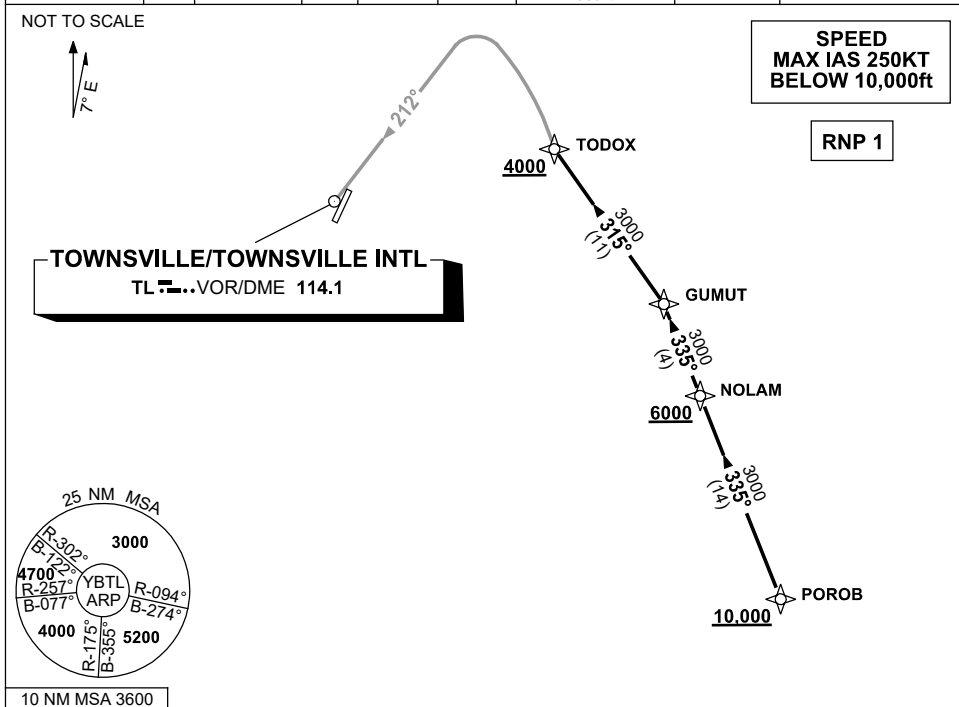 NOT TO SCALE
7° E
SPEED
MAX IAS 250KT
BELOW 10,000ft
RNP 1
212°
TODOX
4000
3000
315°
(11)
TOWNSVILLE/TOWNSVILLE INTL
TL VOR/DME 114.1
GUMUT
3000
335°
(4)
NOLAM
6000
3000
335°
(14)
POROB
10,000
25 NM MSA
3000
R-302°
B-122°
4700
R-257°
B-077°
YBTL
ARP
R-094°
B-274°
4000
R-175°
B-355°
5200
10 NM MSA 3600